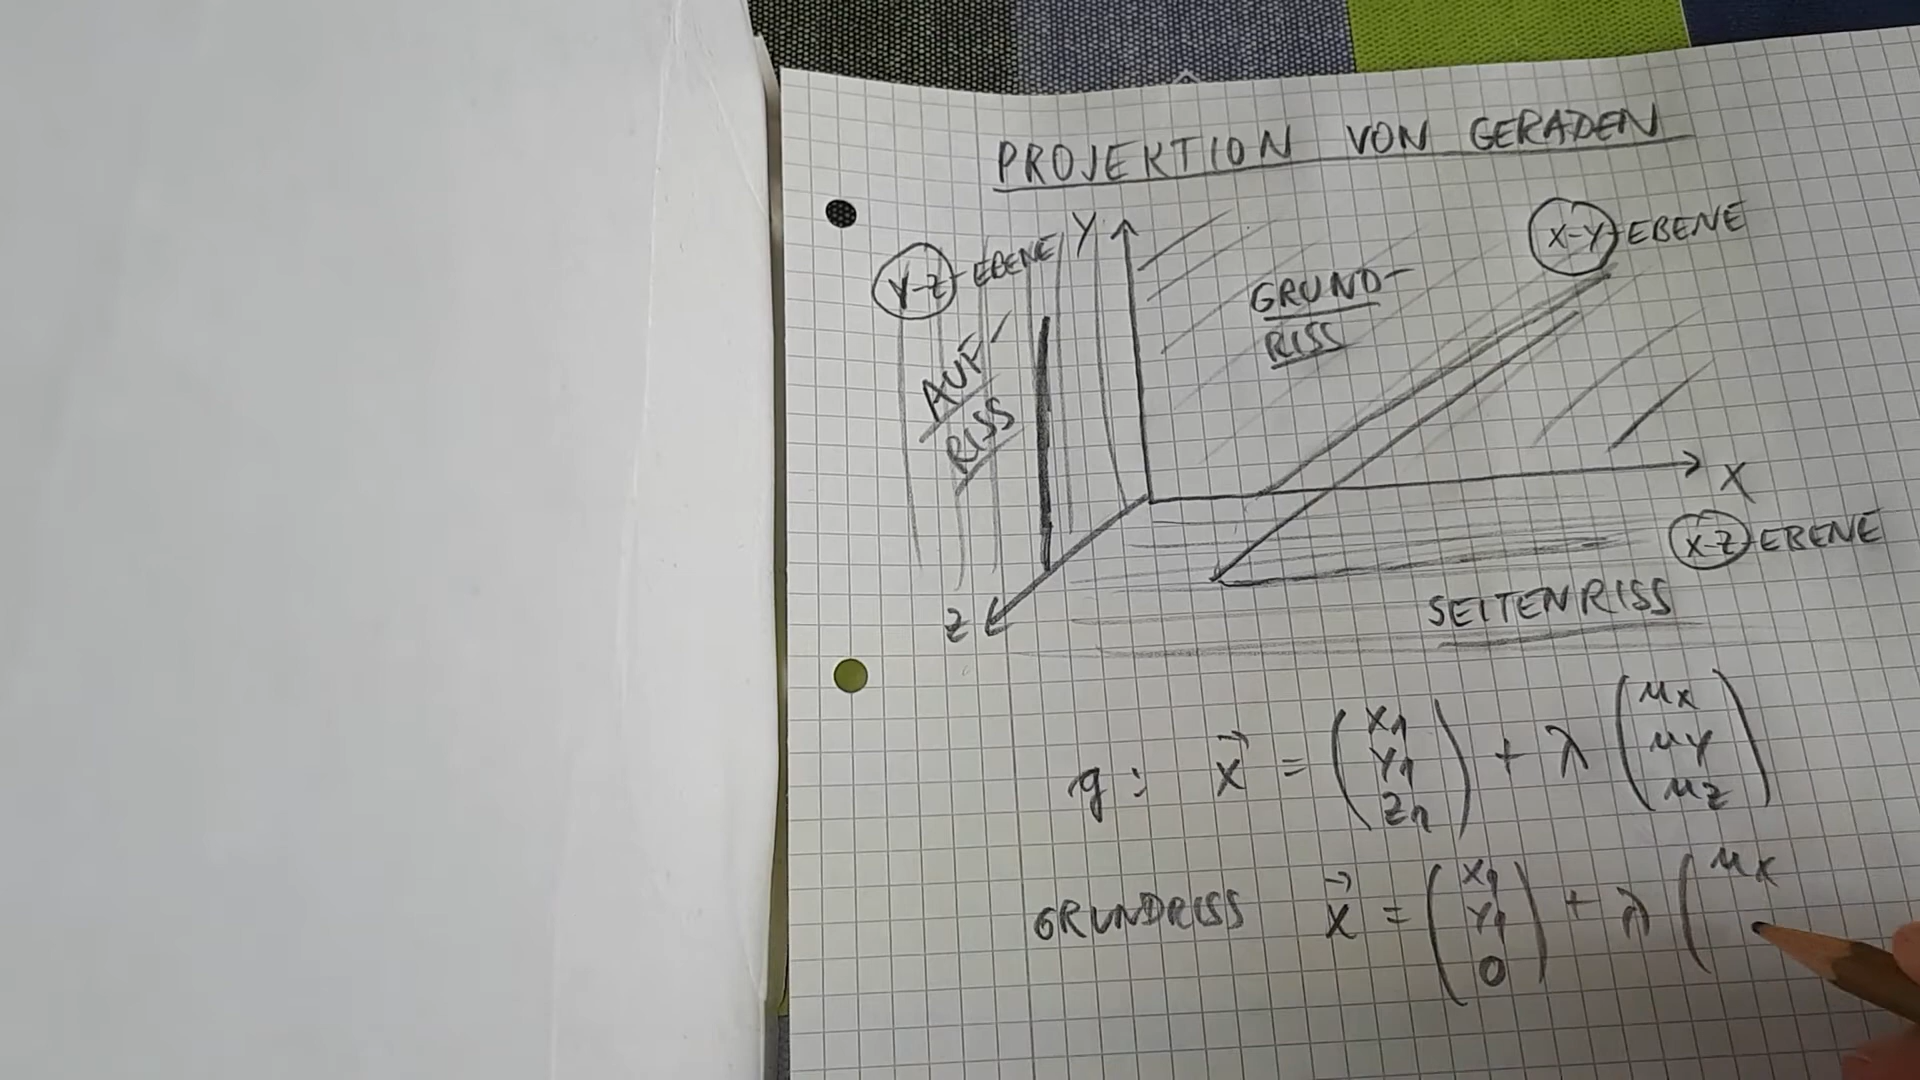 PROJEKTION VON GERADEN
Y-Z-EBENE
Y
X-Y-EBENE
GRUND-
RISS
AUF-
RISS
X
X-Z-EBENE
Z
SEITENRISS
g: x⃗ = (x₁ y₁ z₁) + λ (ux uy uz)
GRUNDRISS x⃗ = (x₁ y₁ 0) + λ (ux